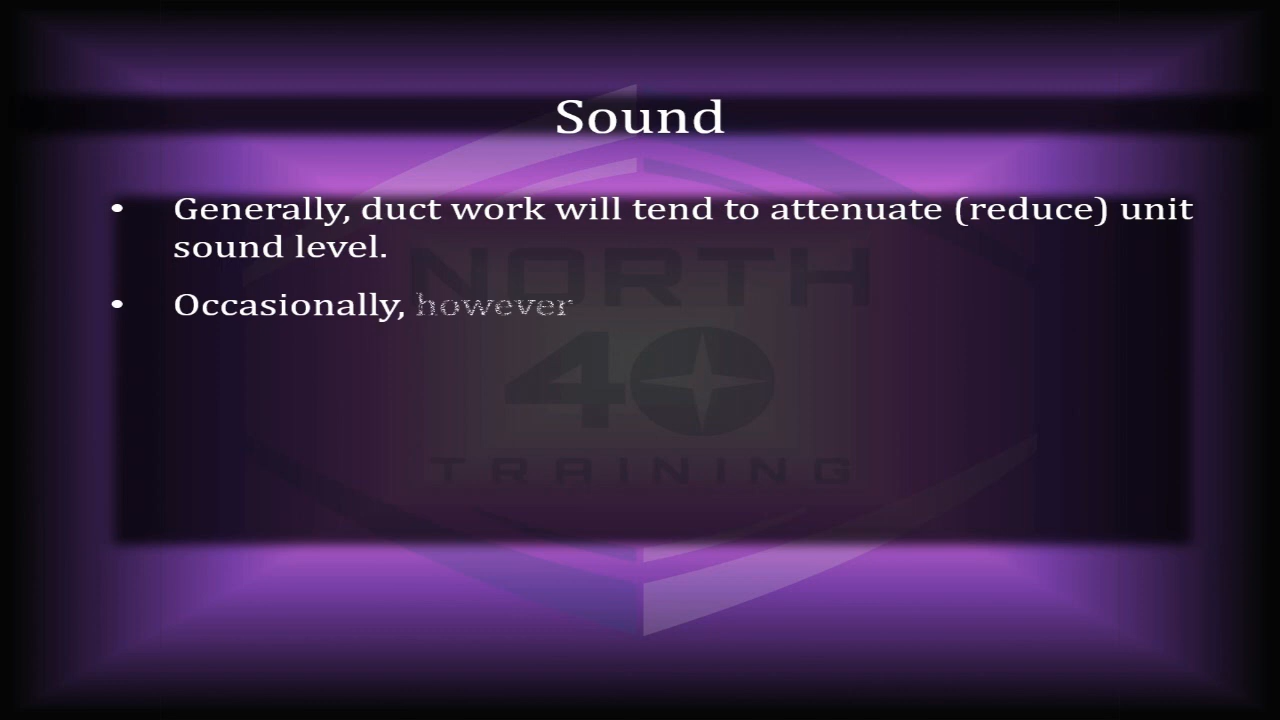 Sound
• Generally, duct work will tend to attenuate (reduce) unit
sound level.
• Occasionally, however
NORTH
40
TRAINING